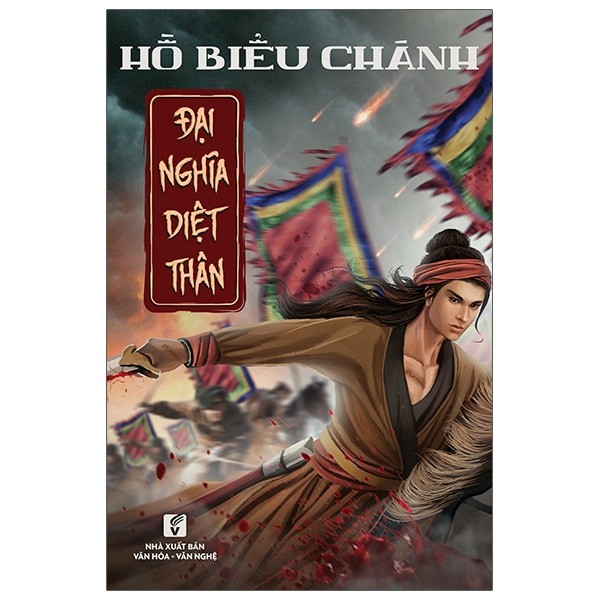 HỒ BIỂU CHÁNH
ĐẠI
NGHĨA
DIỆT
THÂN
V
NHÀ XUẤT BẢN
VĂN HÓA - VĂN NGHỆ